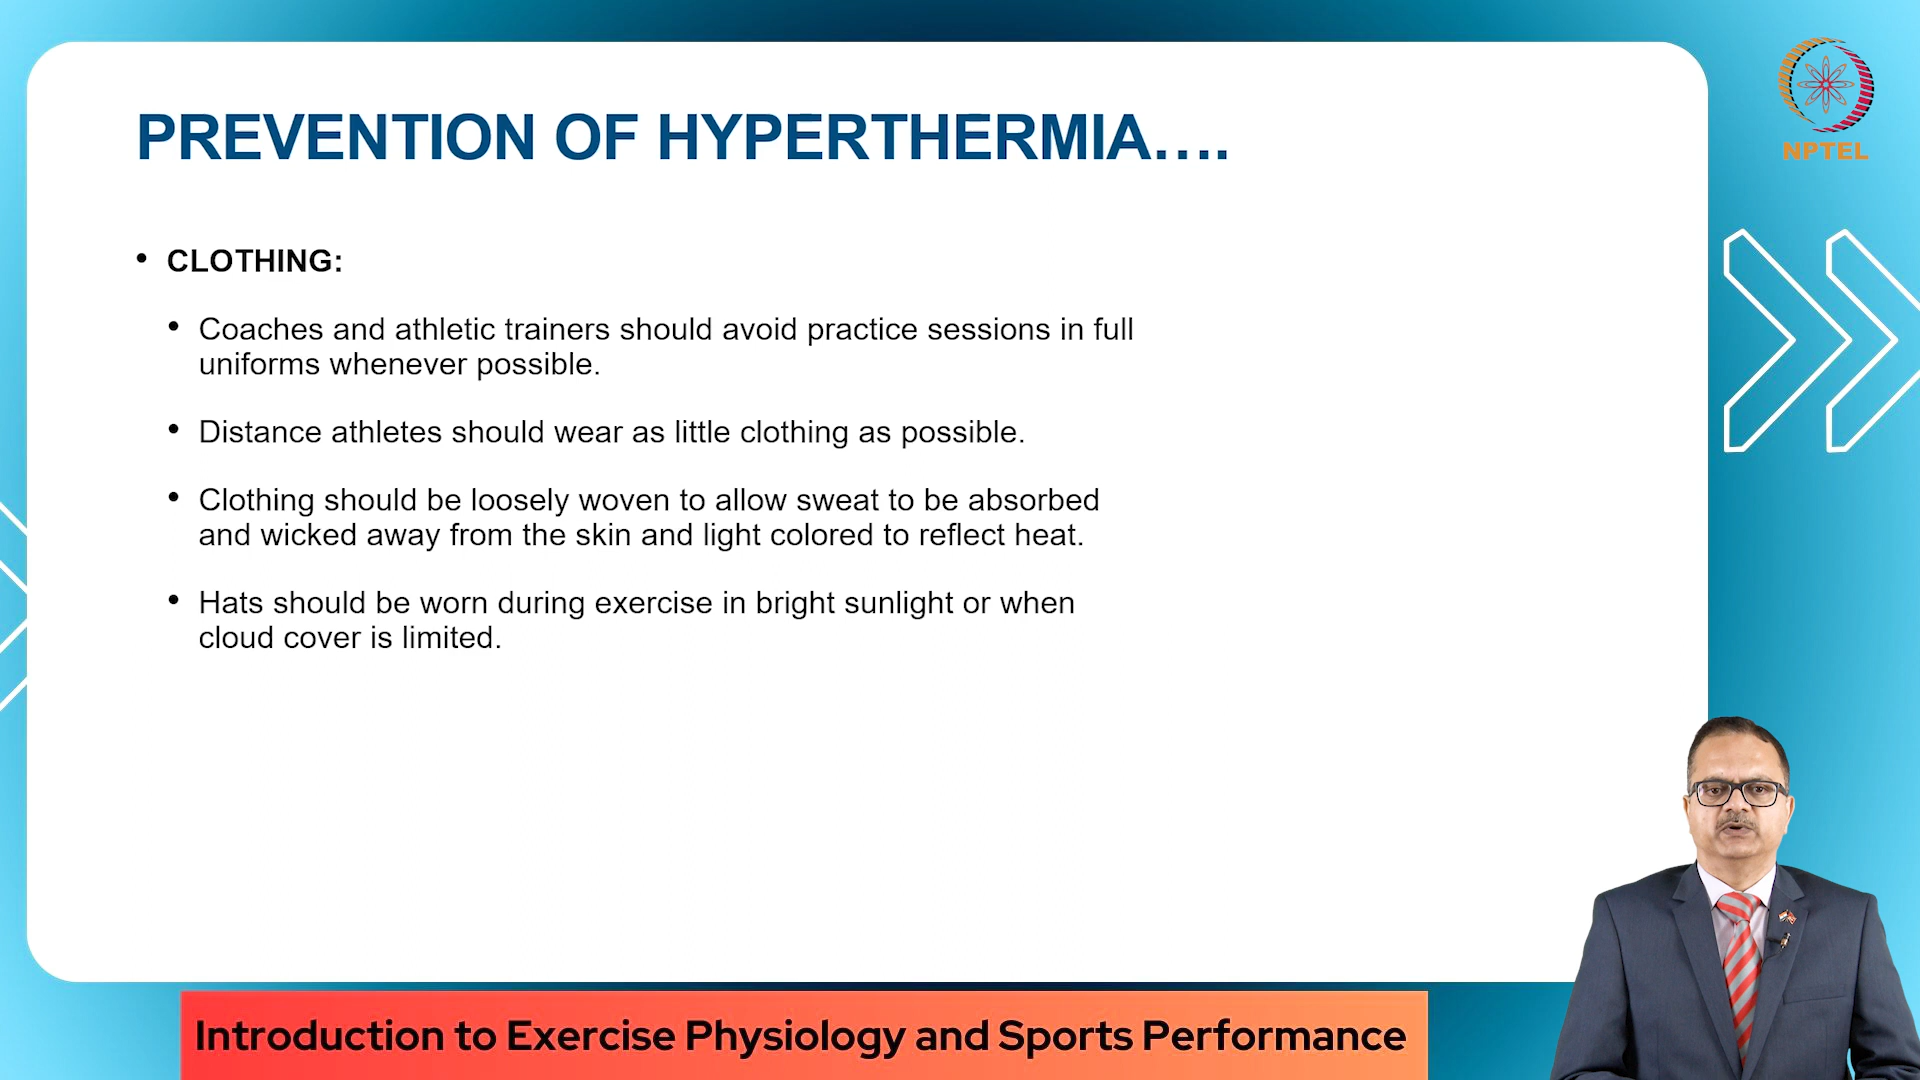 PREVENTION OF HYPERTHERMIA....
NPTEL
• CLOTHING:
• Coaches and athletic trainers should avoid practice sessions in full
uniforms whenever possible.
• Distance athletes should wear as little clothing as possible.
• Clothing should be loosely woven to allow sweat to be absorbed
and wicked away from the skin and light colored to reflect heat.
• Hats should be worn during exercise in bright sunlight or when
cloud cover is limited.
Introduction to Exercise Physiology and Sports Performance